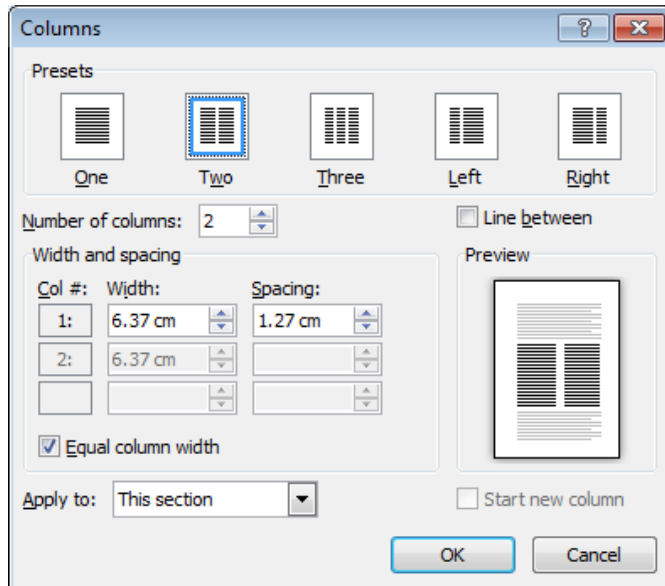 Columns
Presets
One Two Three Left Right
Number of columns: 2
Line between
Width and spacing
Preview
Col #: Width: Spacing:
1: 6.37 cm 1.27 cm
2: 6.37 cm
Equal column width
Apply to: This section
Start new column
OK Cancel